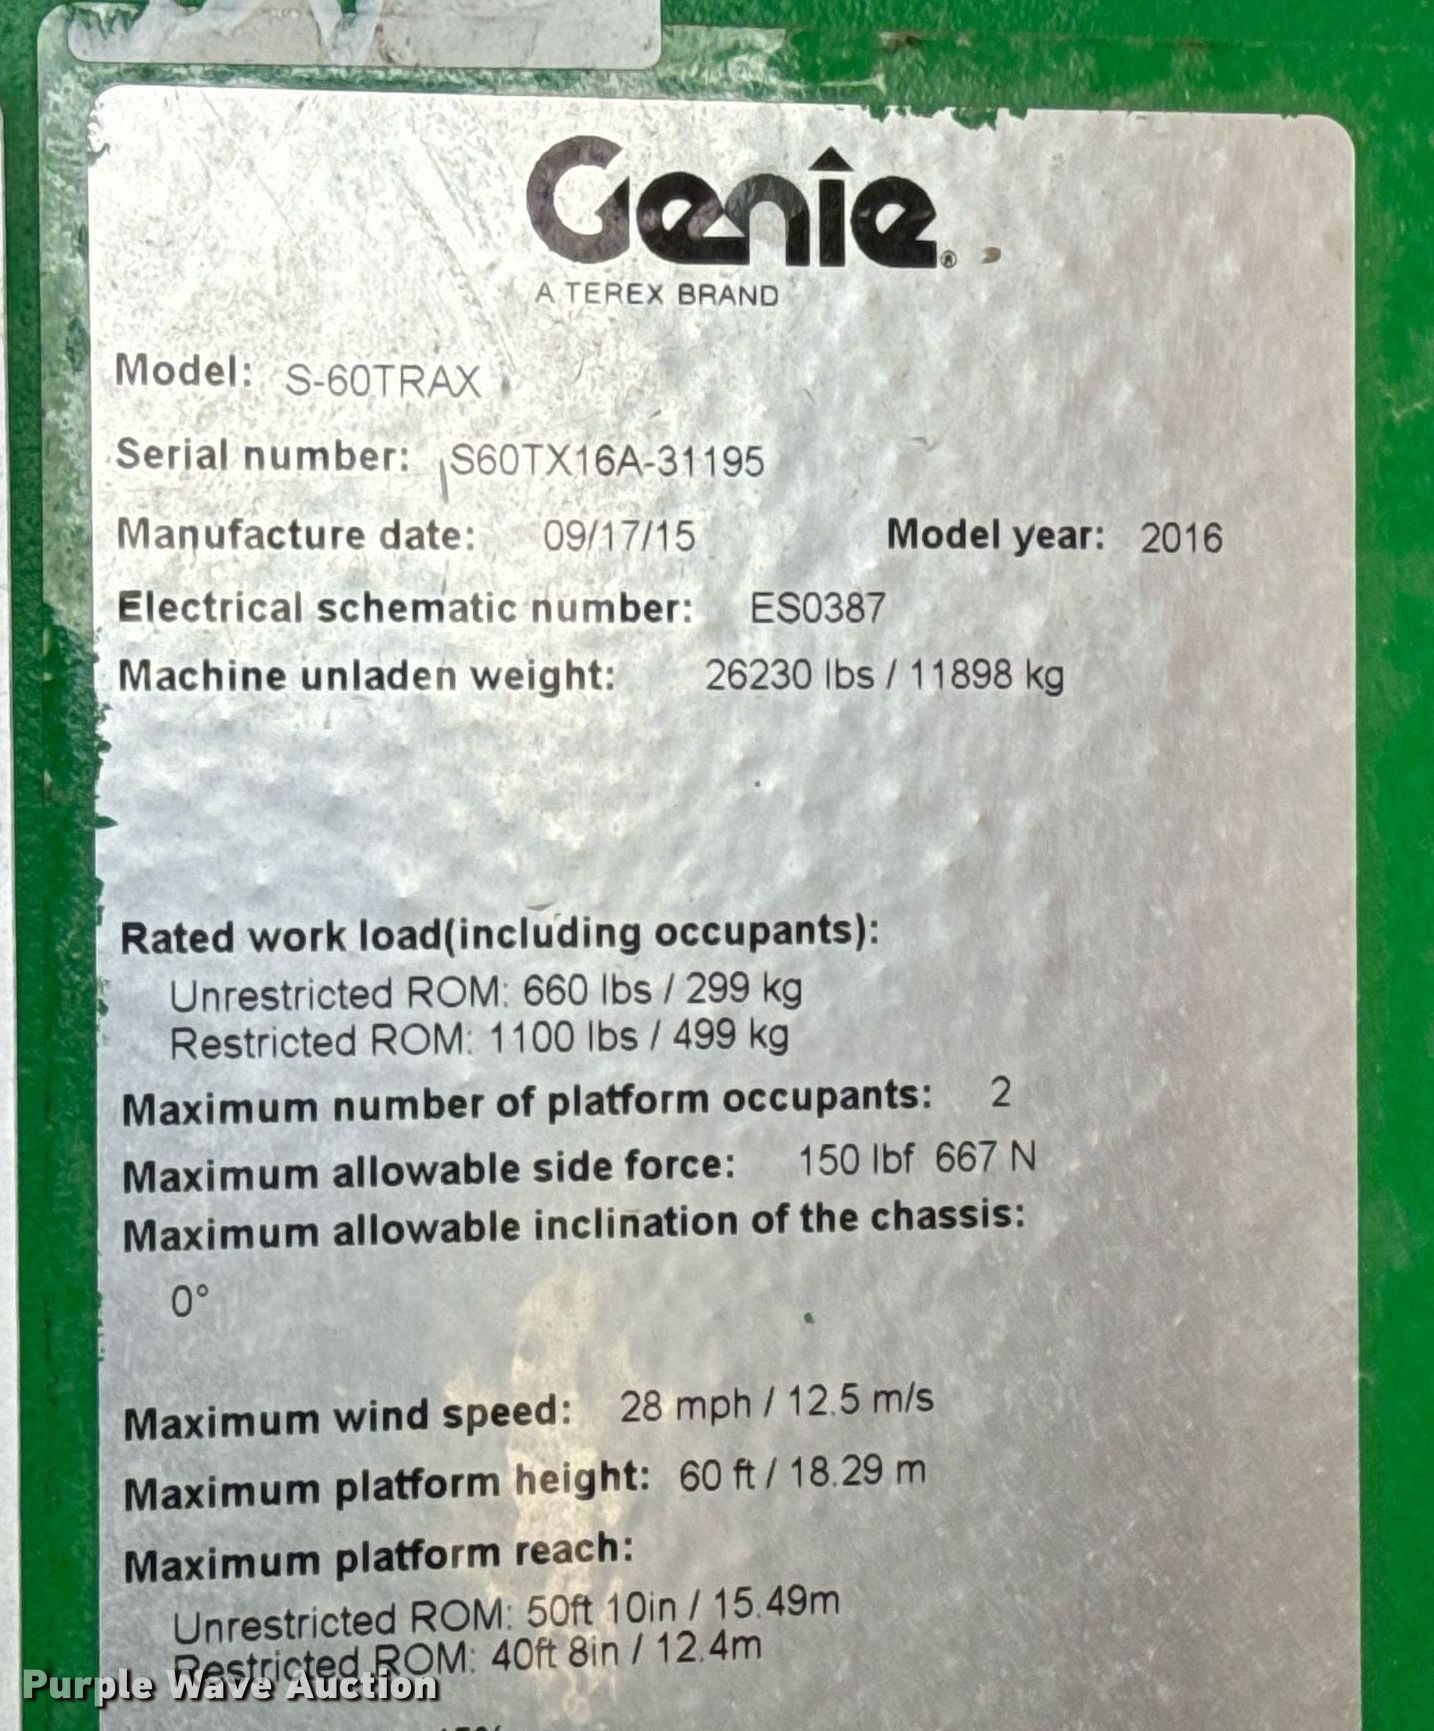 Genie®
A TEREX BRAND
Model: S-60TRAX
Serial number: S60TX16A-31195
Manufacture date: 09/17/15 Model year: 2016
Electrical schematic number: ES0387
Machine unladen weight: 26230 lbs / 11898 kg
Rated work load(including occupants):
Unrestricted ROM: 660 lbs / 299 kg
Restricted ROM: 1100 lbs / 499 kg
Maximum number of platform occupants: 2
Maximum allowable side force: 150 lbf 667 N
Maximum allowable inclination of the chassis:
0°
Maximum wind speed: 28 mph / 12.5 m/s
Maximum platform height: 60 ft / 18.29 m
Maximum platform reach:
Unrestricted ROM: 50ft 10in / 15.49m
Restricted ROM: 40ft 8in / 12.4m
Purple Wave Auction